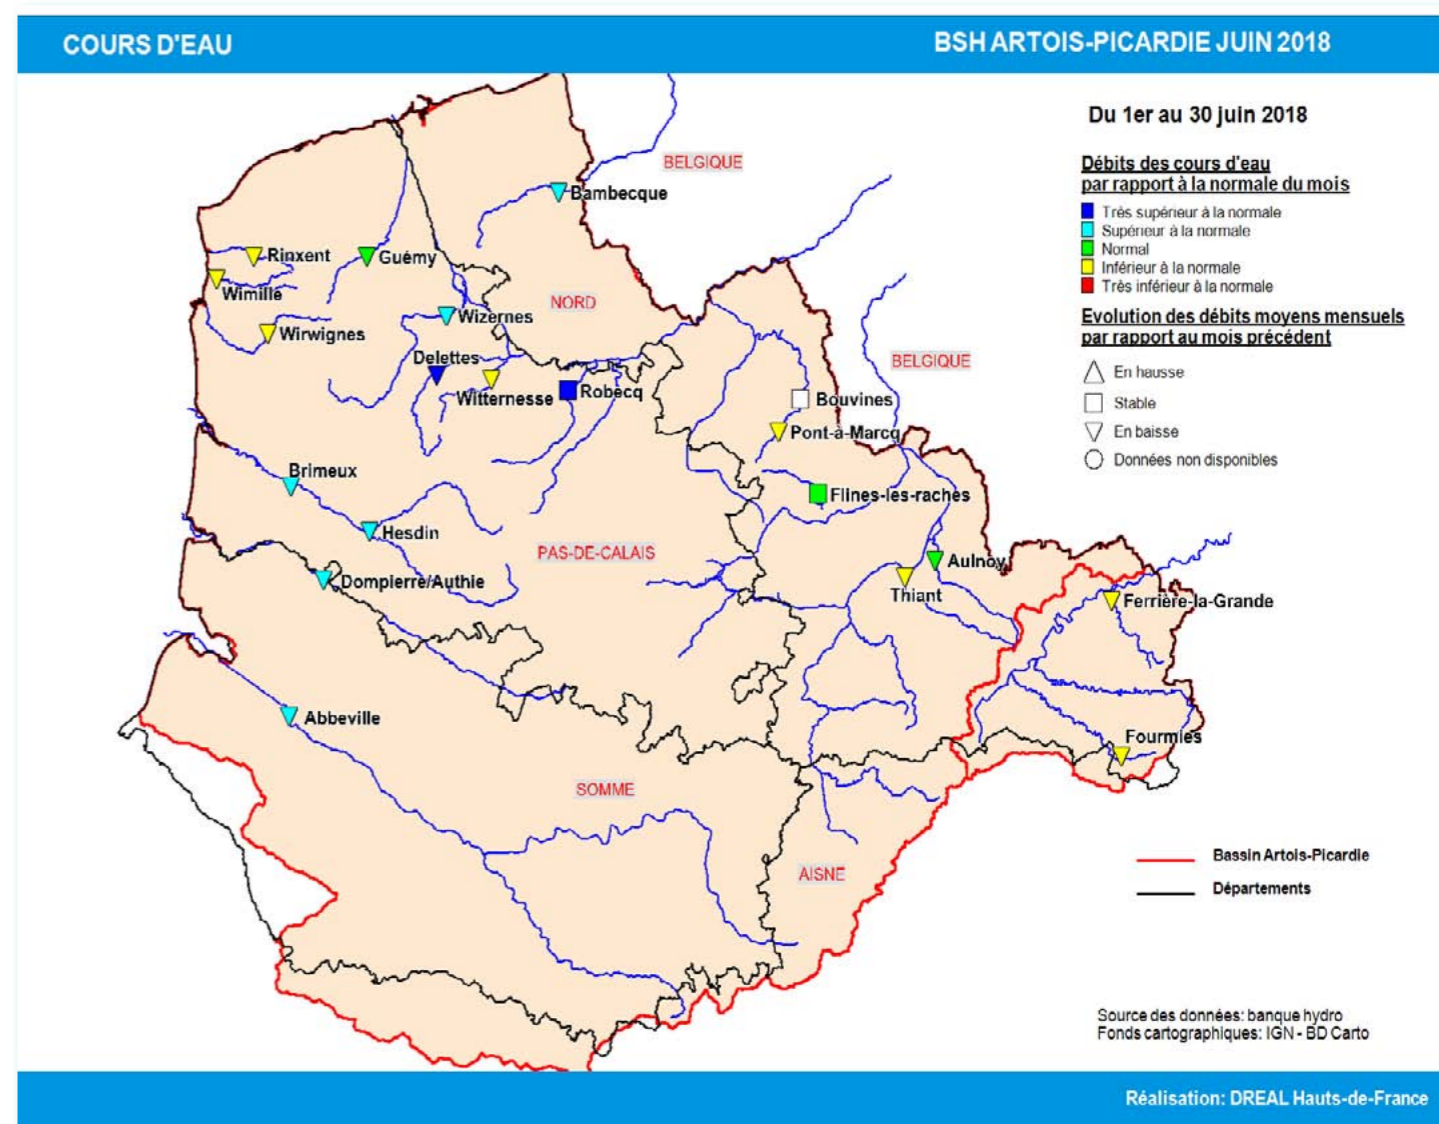 COURS D'EAU
BSH ARTOIS-PICARDIE JUIN 2018
Du 1er au 30 juin 2018
Débits des cours d'eau
par rapport à la normale du mois
Très supérieur à la normale
Supérieur à la normale
Normal
Inférieur à la normale
Très inférieur à la normale
Evolution des débits moyens mensuels
par rapport au mois précédent
En hausse
Stable
En baisse
Données non disponibles
BELGIQUE
Bambecque
Rinxent
Guémy
Wimille
NORD
Wizernes
Wirwignes
Delettes
BELGIQUE
Witternesse
Robecq
Bouvines
Pont-à-Marcq
Brimeux
Flines-les-raches
Hesdin
PAS-DE-CALAIS
Aulnoy
Dompierre/Authie
Thiant
Ferrière-la-Grande
Abbeville
Fourmies
SOMME
AISNE
Bassin Artois-Picardie
Départements
Source des données: banque hydro
Fonds cartographiques: IGN - BD Carto
Réalisation: DREAL Hauts-de-France